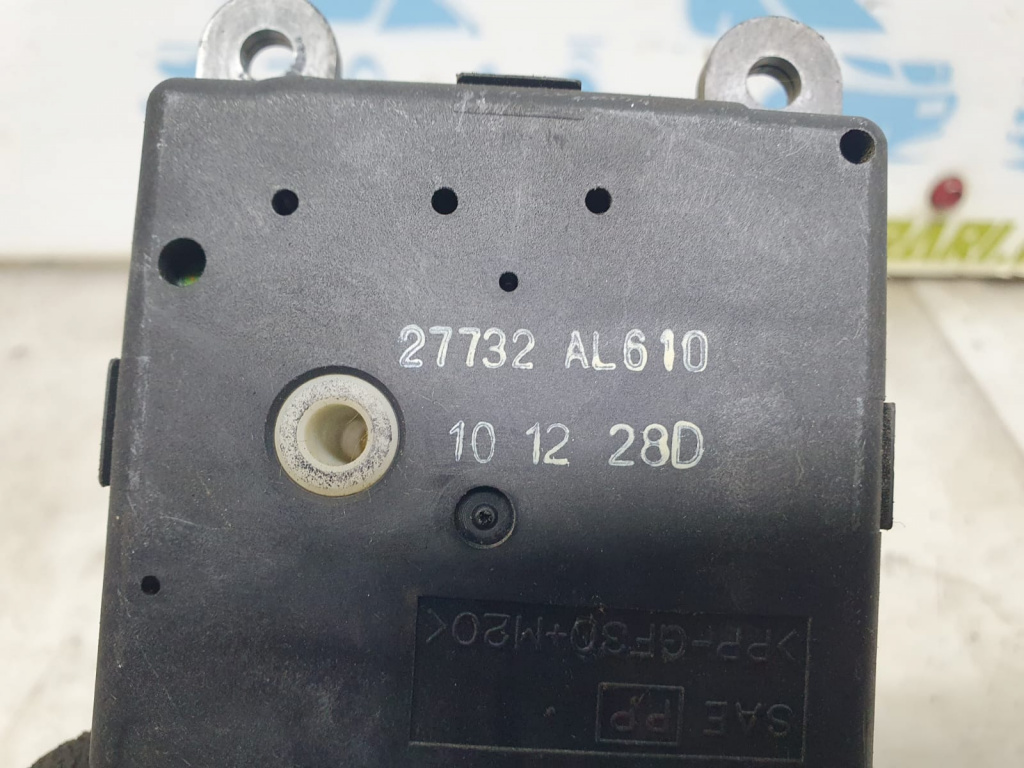 27732 AL610
10 12 28D
SAE PP
>PP-GF30+M20<